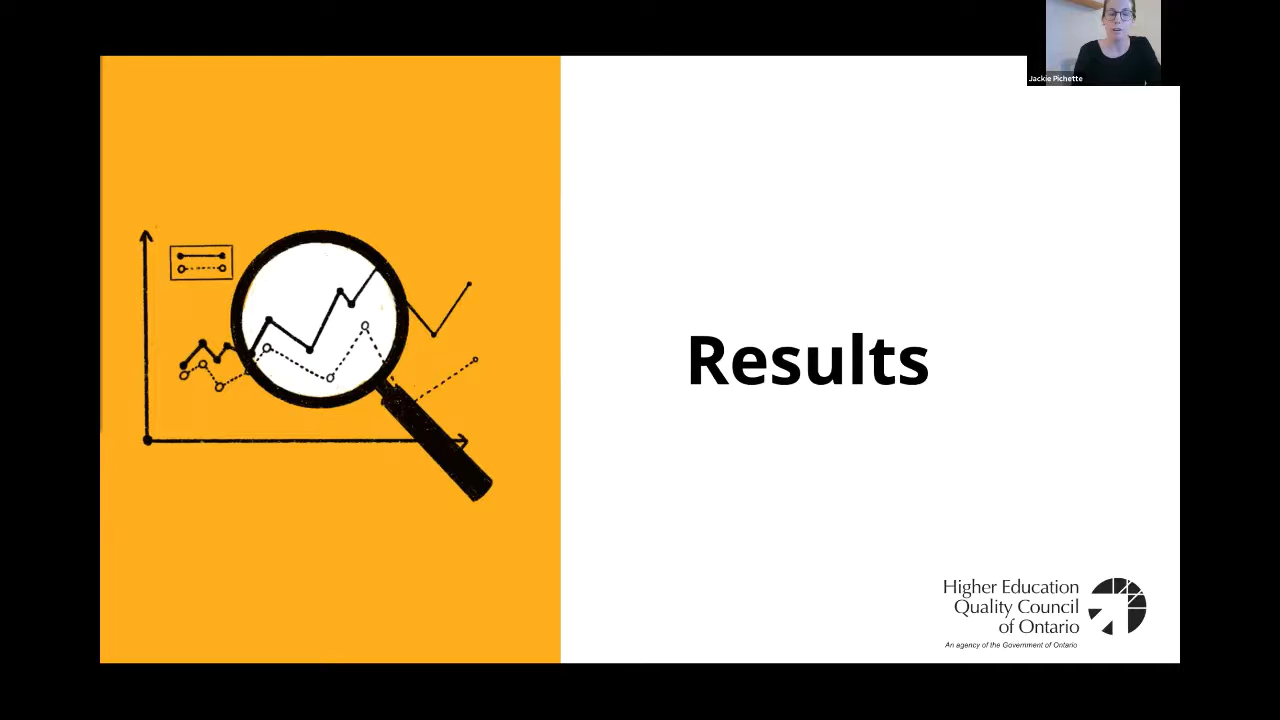 Jackie Pichette
Results
Higher Education
Quality Council
of Ontario
An agency of the Government of Ontario